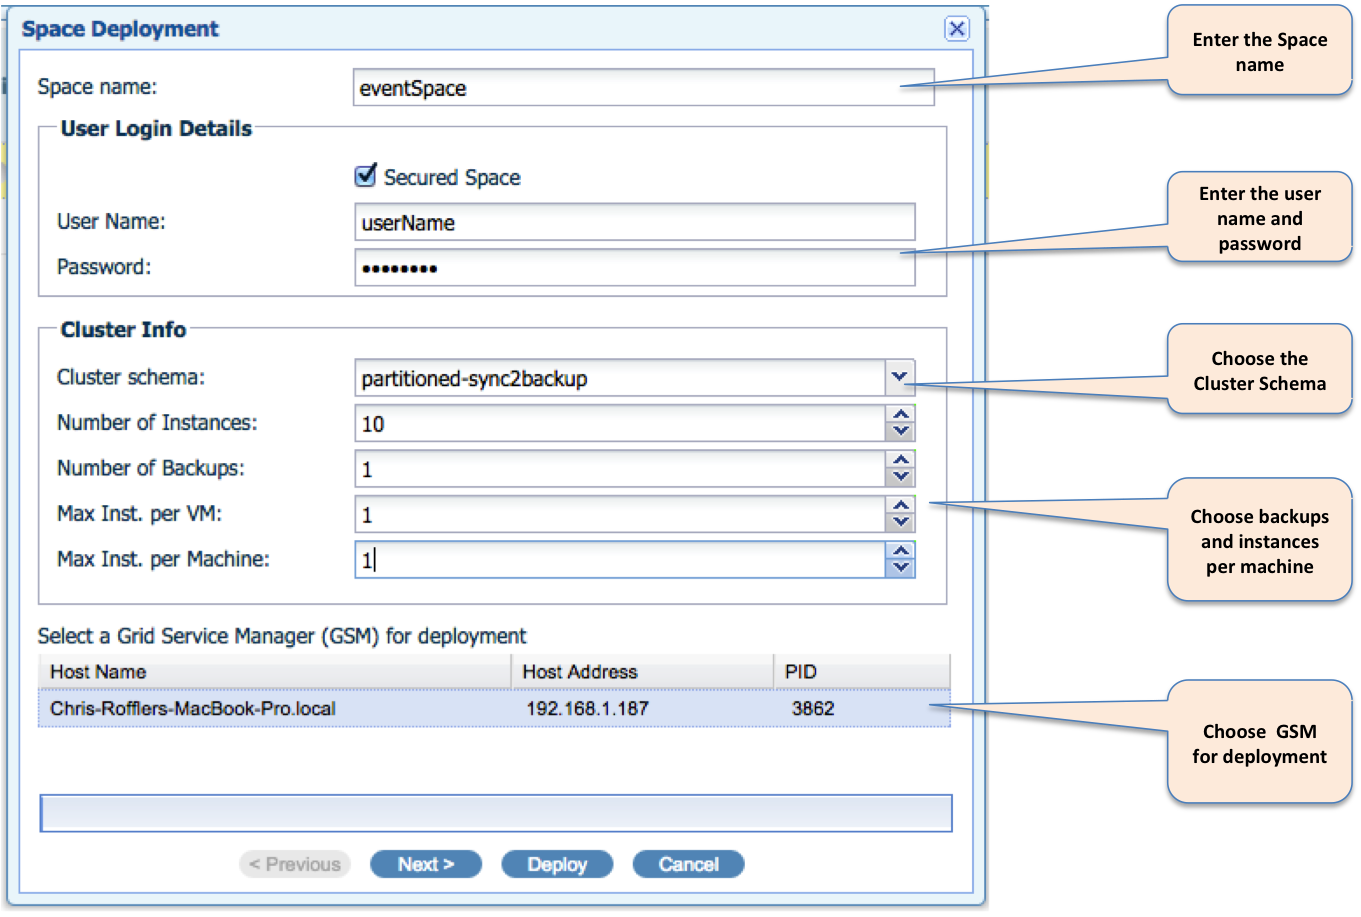 Space Deployment
Space name:
eventSpace
User Login Details
Secured Space
User Name:
userName
Password:
••••••••
Cluster Info
Cluster schema:
partitioned-sync2backup
Number of Instances:
10
Number of Backups:
1
Max Inst. per VM:
1
Max Inst. per Machine:
1
Select a Grid Service Manager (GSM) for deployment
Host Name Host Address PID
Chris-Rofflers-MacBook-Pro.local 192.168.1.187 3862
< Previous
Next >
Deploy
Cancel
Enter the Space
name
Enter the user
name and
password
Choose the
Cluster Schema
Choose backups
and instances
per machine
Choose GSM
for deployment